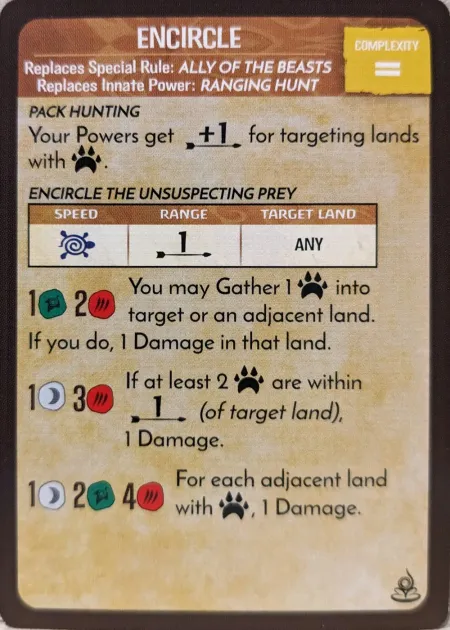 ENCIRCLE
COMPLEXITY
=
Replaces Special Rule: ALLY OF THE BEASTS
Replaces Innate Power: RANGING HUNT
PACK HUNTING
Your Powers get +1 for targeting lands
with .
ENCIRCLE THE UNSUSPECTING PREY
SPEED RANGE TARGET LAND
1 ANY
1 2 You may Gather 1 into
target or an adjacent land.
If you do, 1 Damage in that land.
1 3 If at least 2 are within
1 (of target land),
1 Damage.
1 2 4 For each adjacent land
with , 1 Damage.